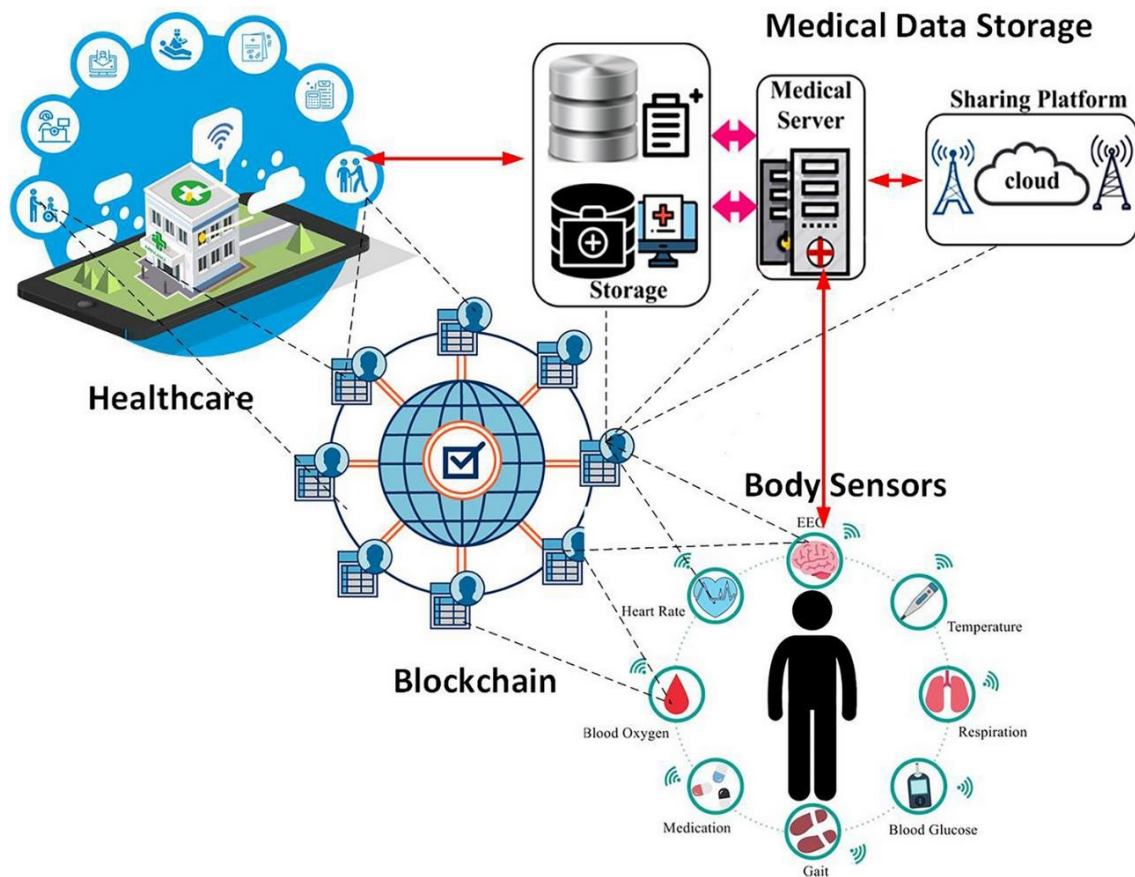 Medical Data Storage
Medical
Server
Sharing Platform
cloud
Storage
Healthcare
Blockchain
Body Sensors
EEG
Heart Rate
Temperature
Blood Oxygen
Respiration
Medication
Blood Glucose
Gait